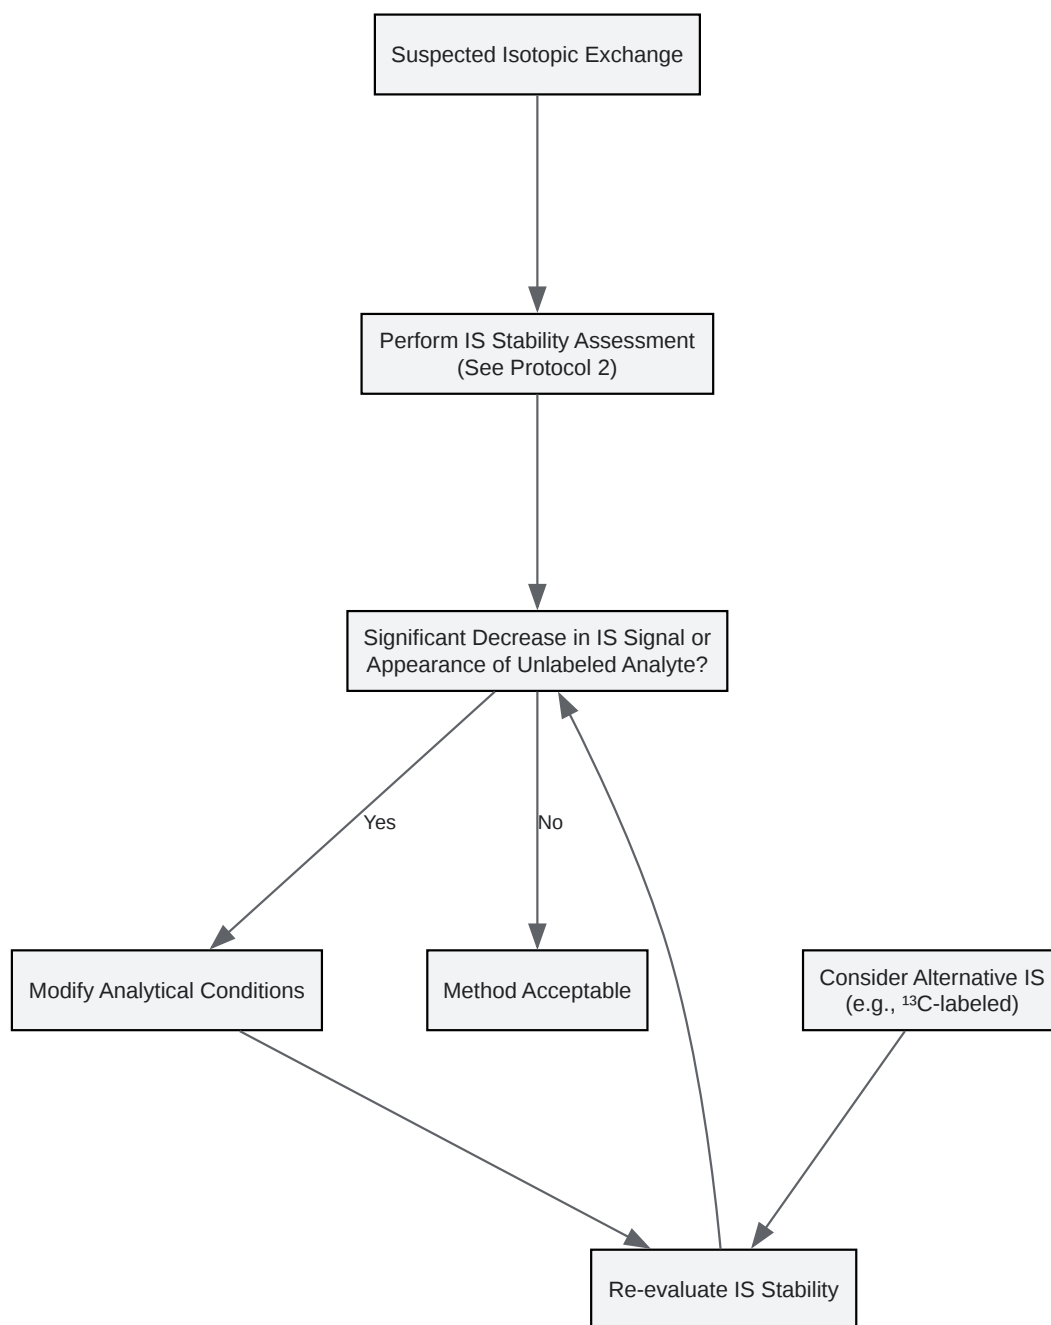 Suspected Isotopic Exchange
Perform IS Stability Assessment
(See Protocol 2)
Significant Decrease in IS Signal or
Appearance of Unlabeled Analyte?
Yes
No
Modify Analytical Conditions
Method Acceptable
Consider Alternative IS
(e.g., ¹³C-labeled)
Re-evaluate IS Stability